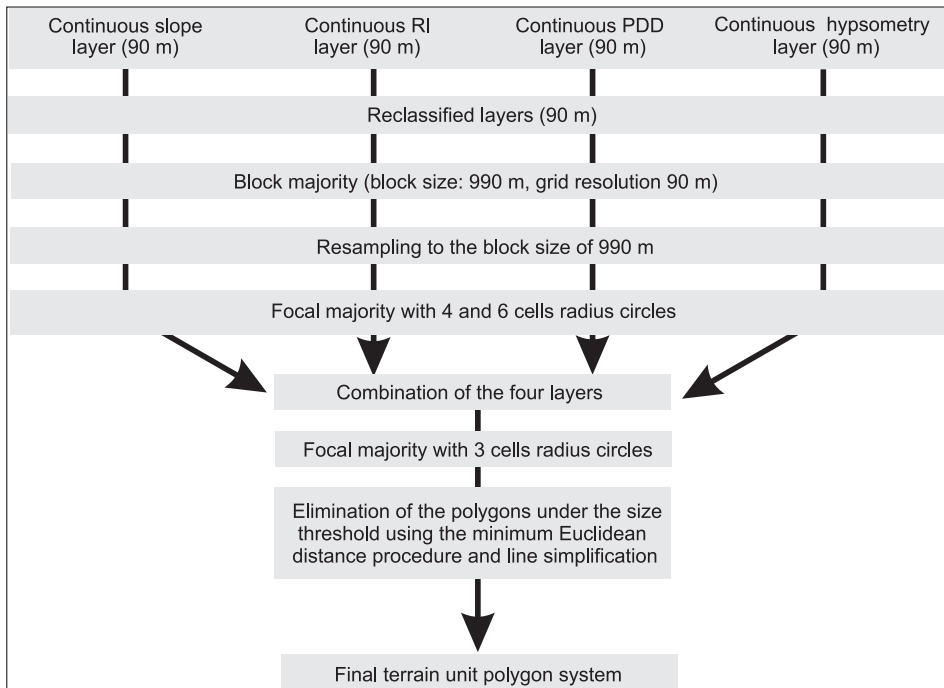 Continuous slope
layer (90 m)
Continuous RI
layer (90 m)
Continuous PDD
layer (90 m)
Continuous hypsometry
layer (90 m)
Reclassified layers (90 m)
Block majority (block size: 990 m, grid resolution 90 m)
Resampling to the block size of 990 m
Focal majority with 4 and 6 cells radius circles
Combination of the four layers
Focal majority with 3 cells radius circles
Elimination of the polygons under the size
threshold using the minimum Euclidean
distance procedure and line simplification
Final terrain unit polygon system